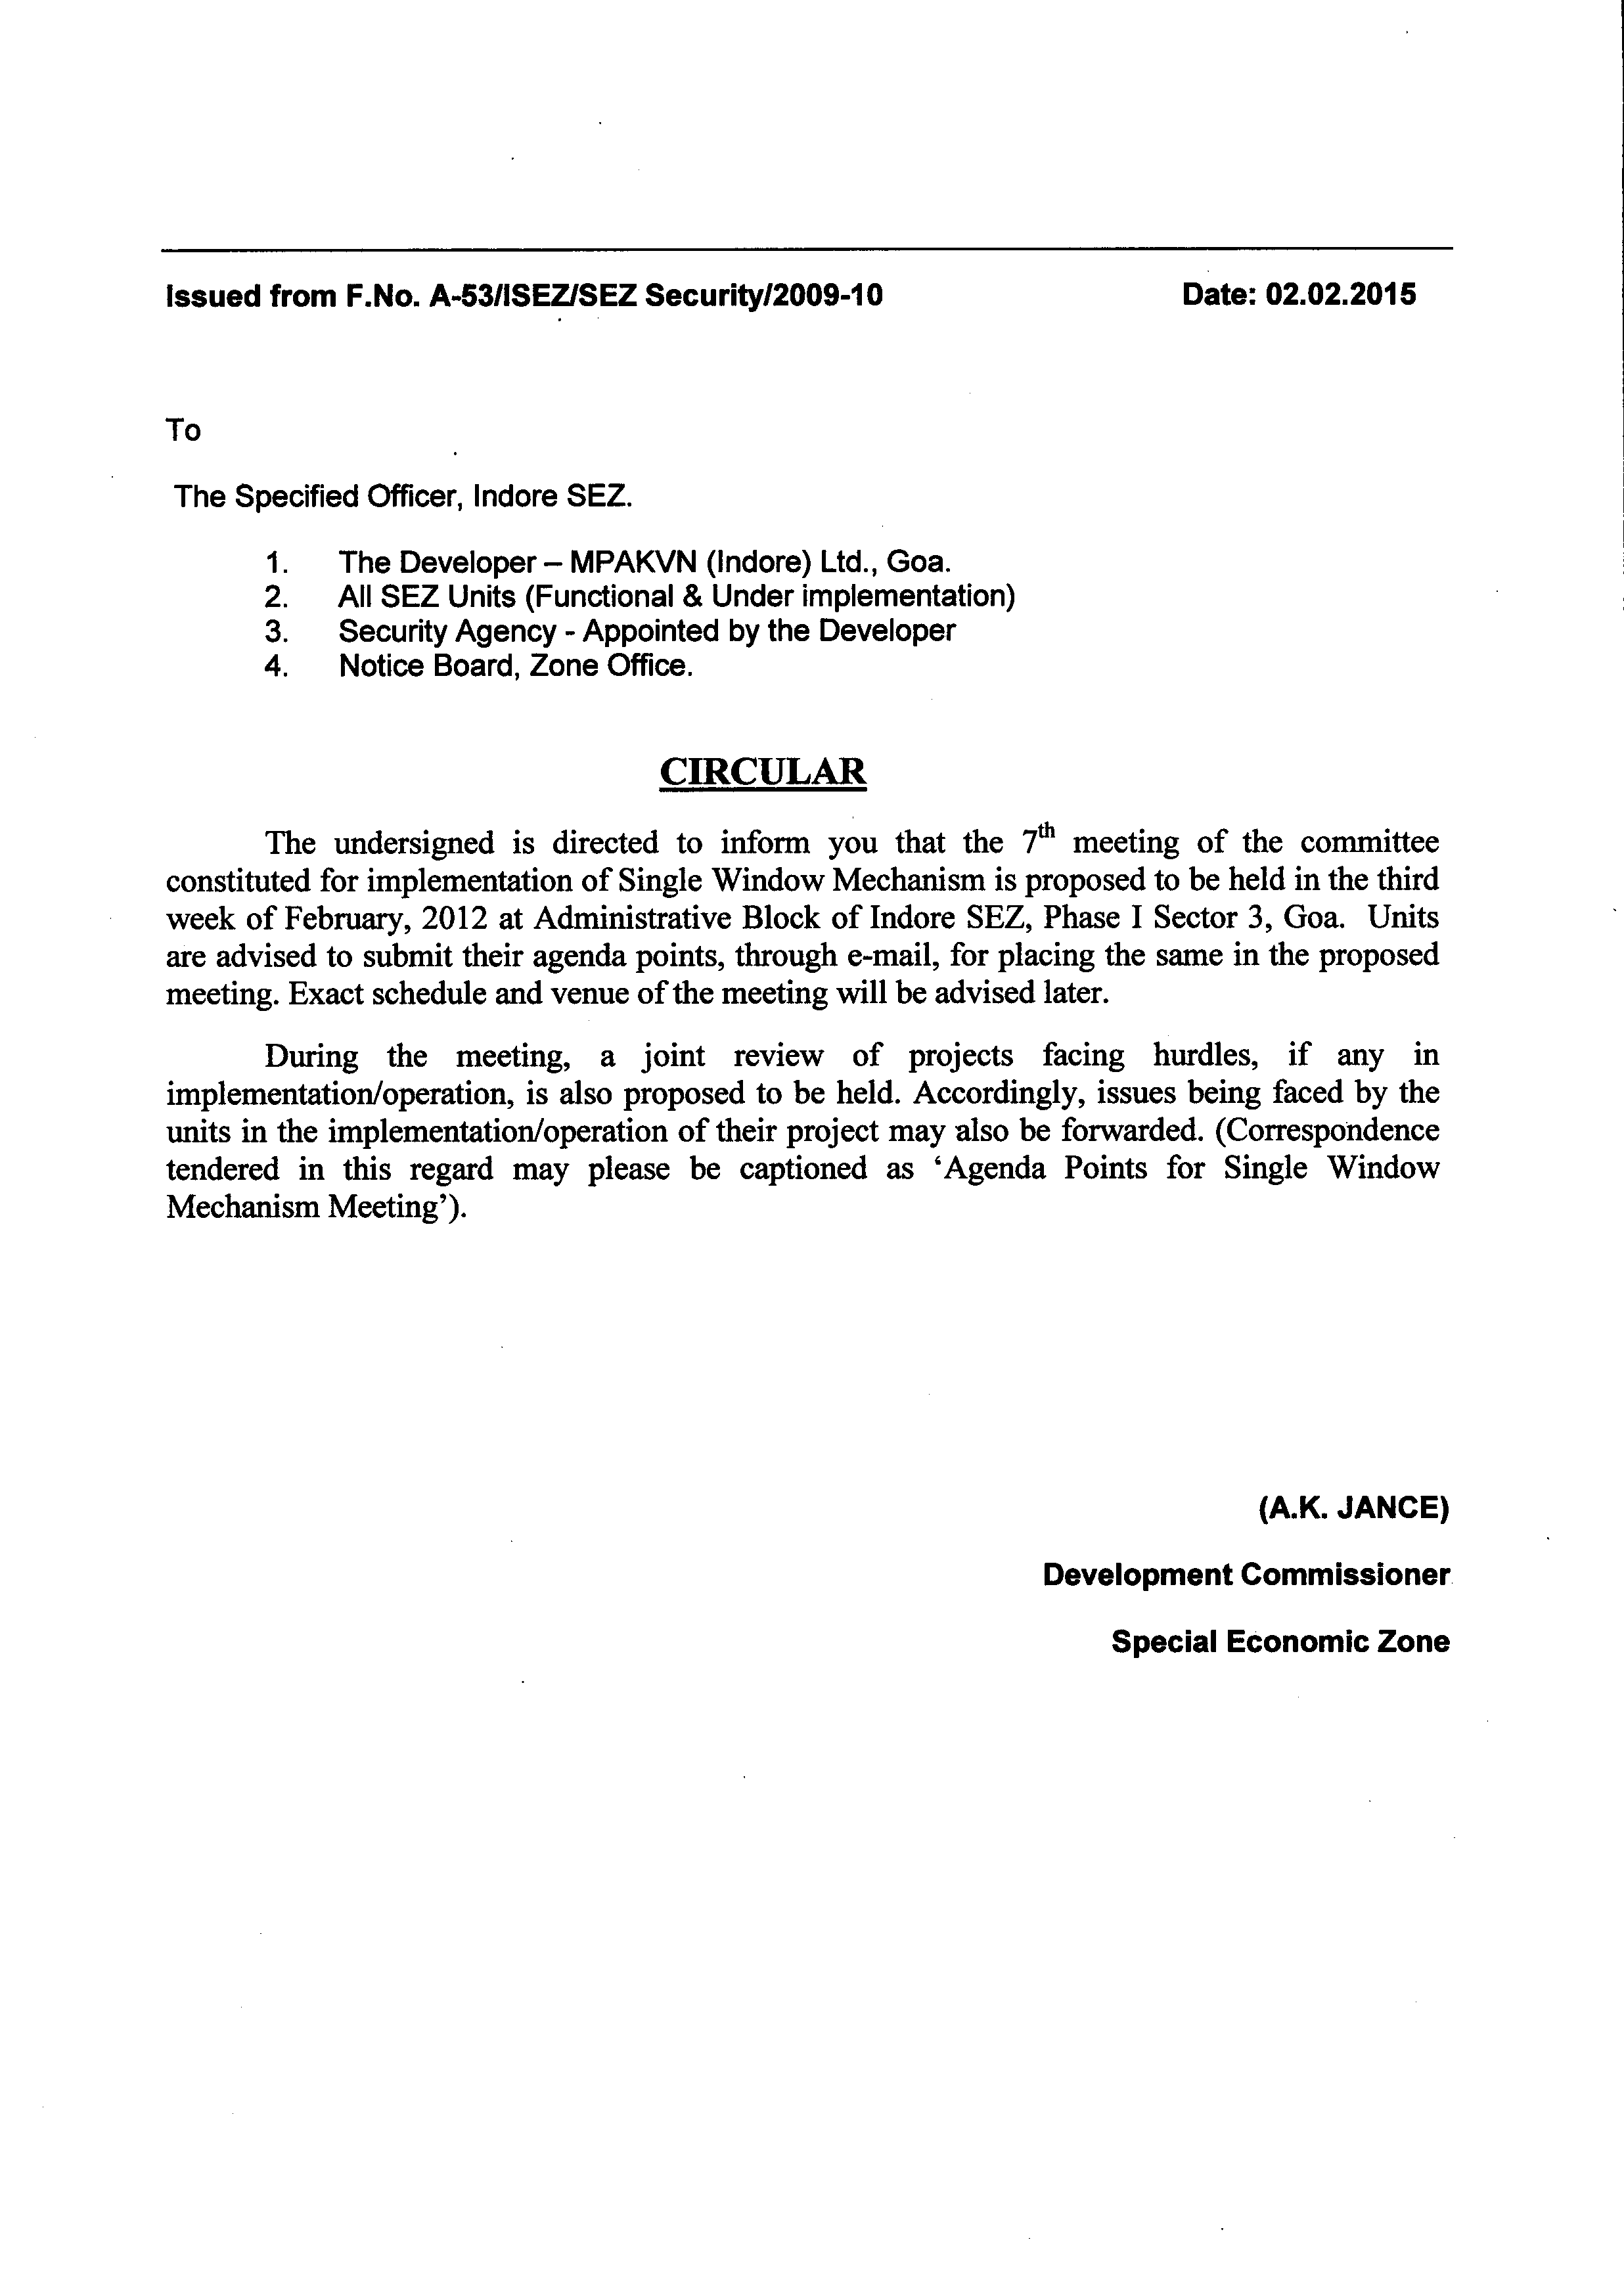 Issued from F.No. A-53/ISEZ/SEZ Security/2009-10 Date: 02.02.2015
To
The Specified Officer, Indore SEZ.
1. The Developer – MPAKVN (Indore) Ltd., Goa.
2. All SEZ Units (Functional & Under implementation)
3. Security Agency - Appointed by the Developer
4. Notice Board, Zone Office.
CIRCULAR
The undersigned is directed to inform you that the 7th meeting of the committee
constituted for implementation of Single Window Mechanism is proposed to be held in the third
week of February, 2012 at Administrative Block of Indore SEZ, Phase I Sector 3, Goa. Units
are advised to submit their agenda points, through e-mail, for placing the same in the proposed
meeting. Exact schedule and venue of the meeting will be advised later.
During the meeting, a joint review of projects facing hurdles, if any in
implementation/operation, is also proposed to be held. Accordingly, issues being faced by the
units in the implementation/operation of their project may also be forwarded. (Correspondence
tendered in this regard may please be captioned as ‘Agenda Points for Single Window
Mechanism Meeting’).
(A.K. JANCE)
Development Commissioner
Special Economic Zone